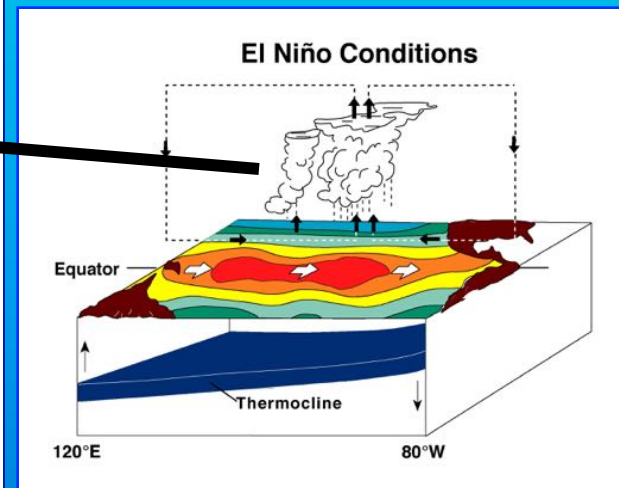 El Niño Conditions
Equator
Thermocline
120°E
80°W